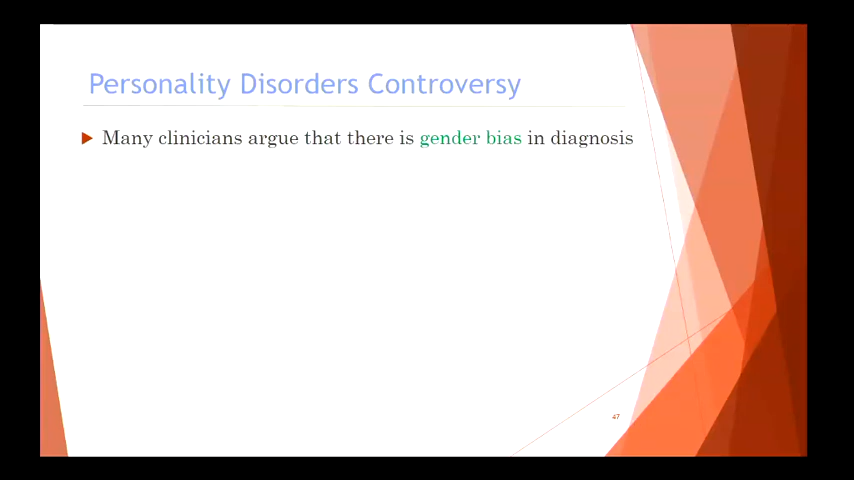 Personality Disorders Controversy
Many clinicians argue that there is gender bias in diagnosis
47